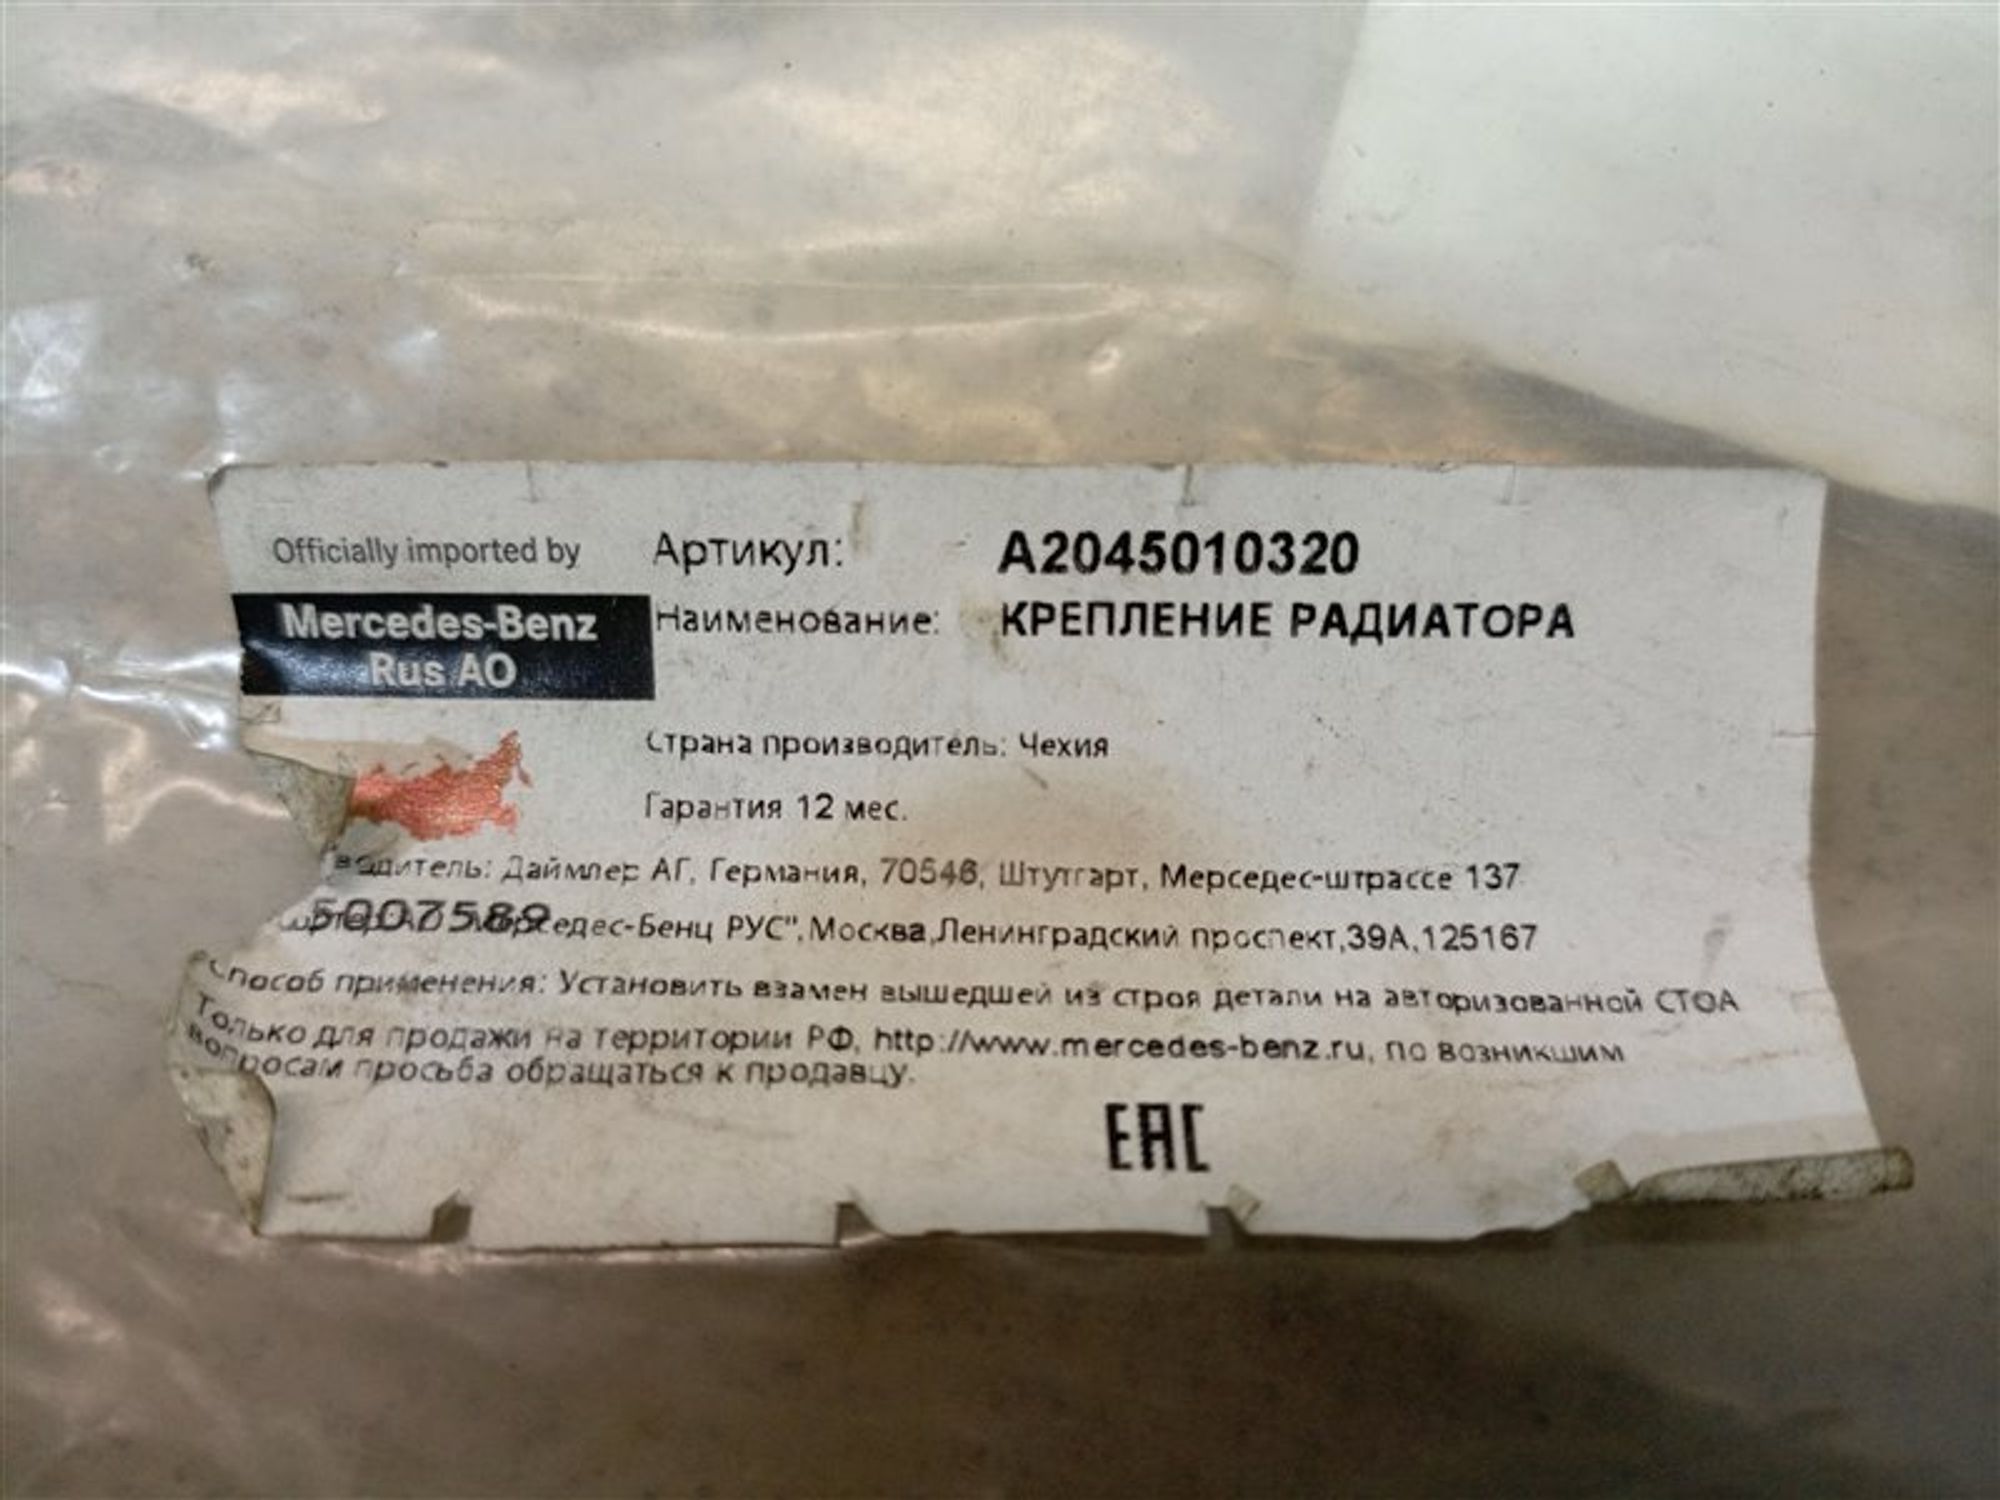 Officially imported by
Mercedes-Benz
Rus АО
Артикул: A2045010320
Наименование: КРЕПЛЕНИЕ РАДИАТОРА
Страна производитель: Чехия
Гарантия 12 мес.
водитель: Даймлер АГ, Германия, 70546, Штутгарт, Мерседес-штрассе 137
5007589 Мерседес-Бенц РУС", Москва,Ленинградский проспект,39А,125167
Способ применения: Установить взамен вышедшей из строя детали на авторизованной СТОА
Только для продажи на территории РФ, http://www.mercedes-benz.ru, по возникшим
вопросам просьба обращаться к продавцу.
EAC